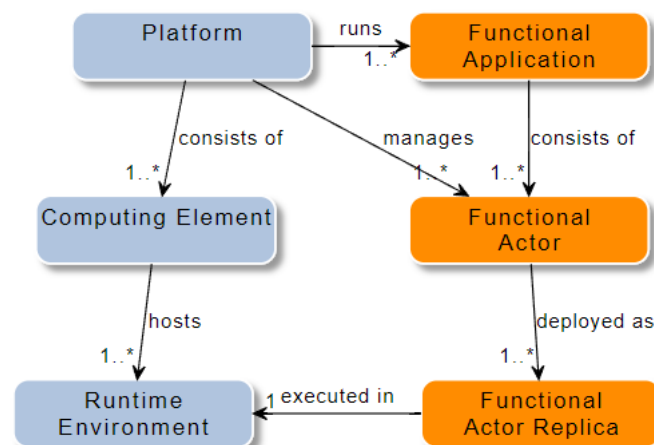 Platform
runs
1..*
Functional
Application
consists of
manages
consists of
1..*
1..*
1..*
Computing Element
Functional
Actor
hosts
deployed as
1..*
1..*
Runtime
Environment
1
executed in
Functional
Actor Replica